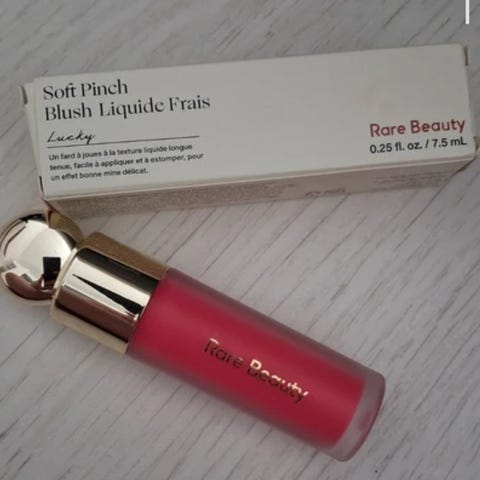 Soft Pinch
Blush Liquide Frais
Lucky
Un fard à joues à la texture liquide longue
tenue, facile à appliquer et à estomper, pour
un effet bonne mine délicat.
Rare Beauty
0.25 fl. oz. / 7.5 mL
Rare Beauty